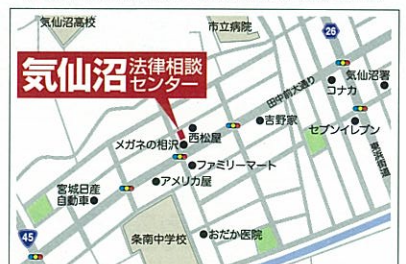 気仙沼高校
市立病院
26
気仙沼 法律相談
センター
田中前大通り
気仙沼署
コナカ
吉野家
西松屋
セブンイレブン
メガネの相沢
ファミリーマート
アメリカ屋
宮城日産
自動車
45
条南中学校
おだか医院